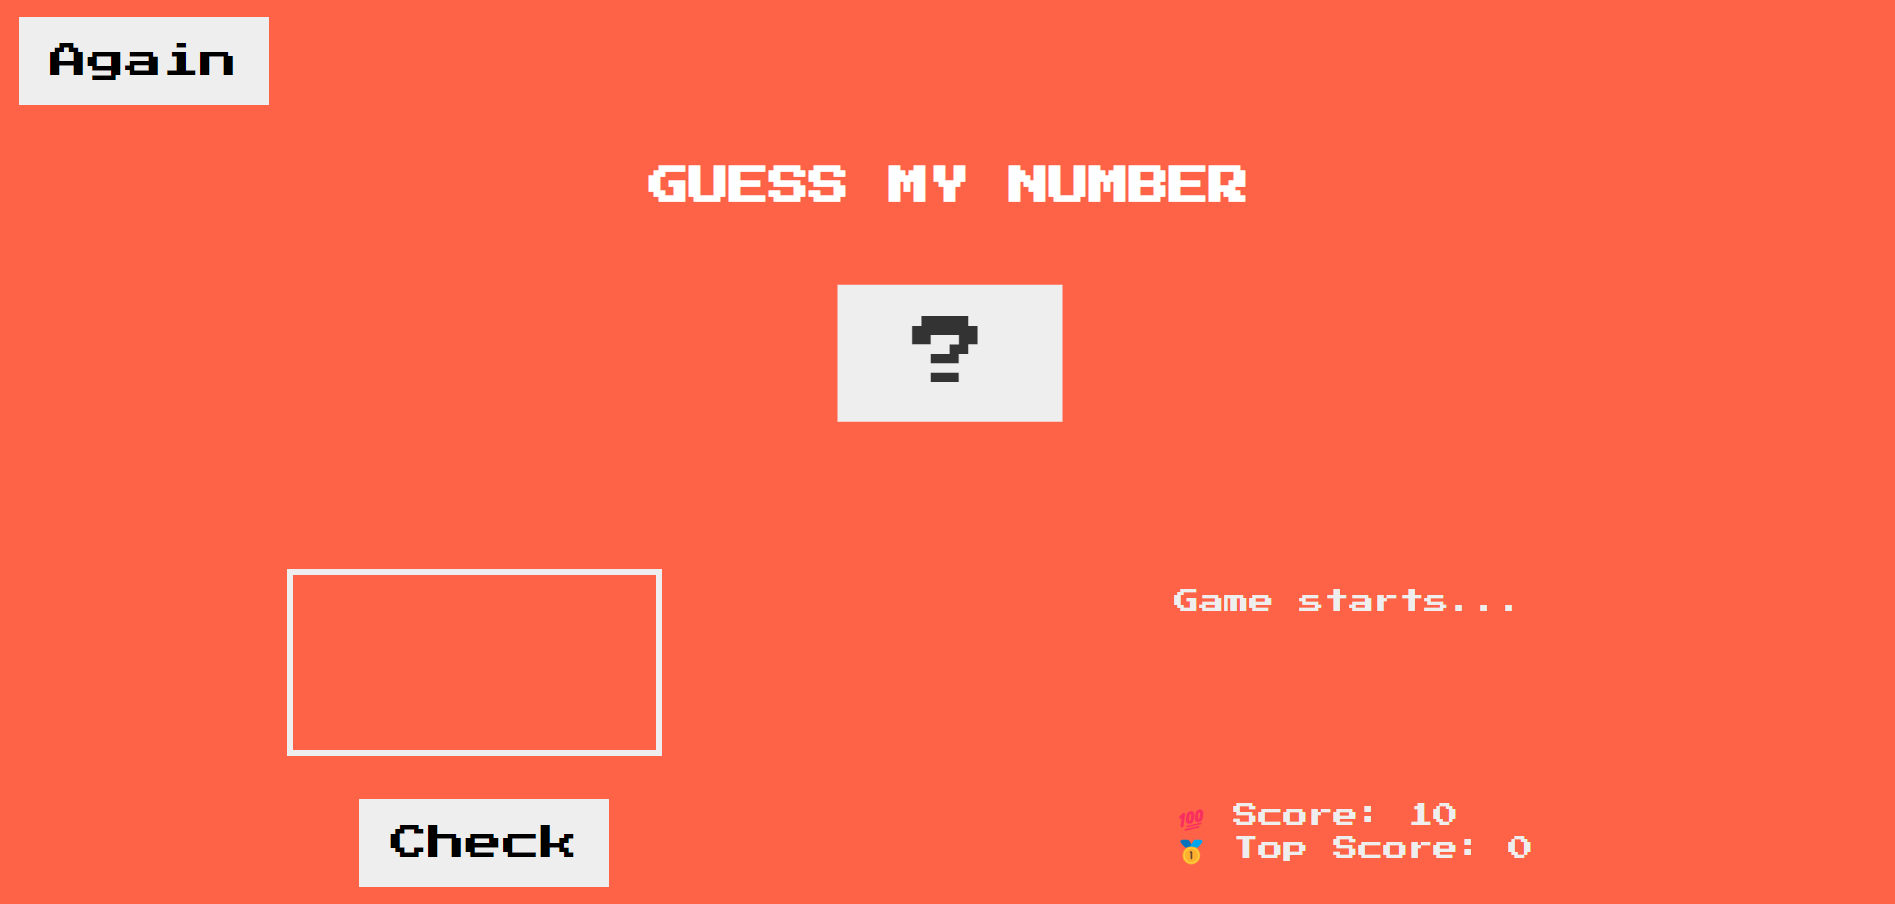 Again
GUESS MY NUMBER
?
Game starts...
Check
💯 Score: 10
🥇 Top Score: 0